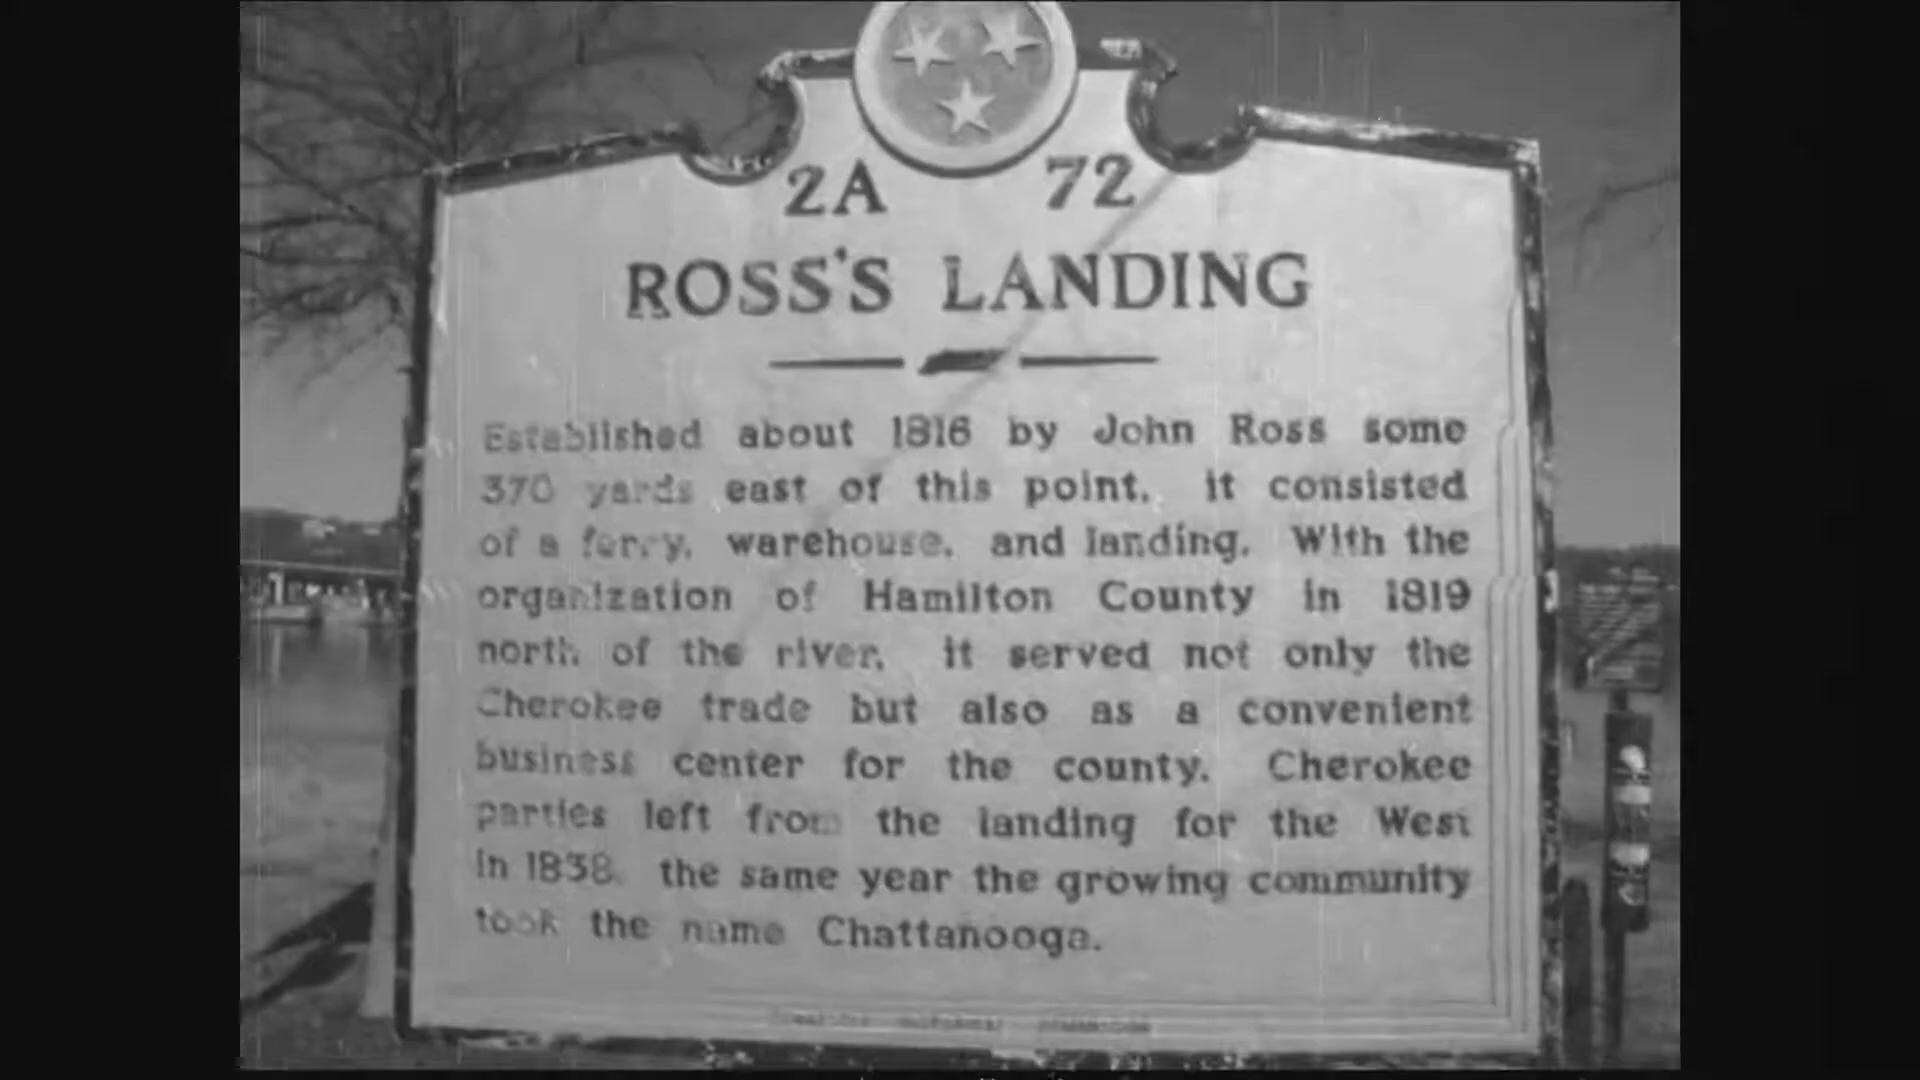 2A 72
ROSS'S LANDING
Established about 1816 by John Ross some
370 yards east of this point, it consisted
of a ferry, warehouse, and landing. With the
organization of Hamilton County in 1819
north of the river, it served not only the
Cherokee trade but also as a convenient
business center for the county. Cherokee
parties left from the landing for the West
in 1838, the same year the growing community
took the name Chattanooga.